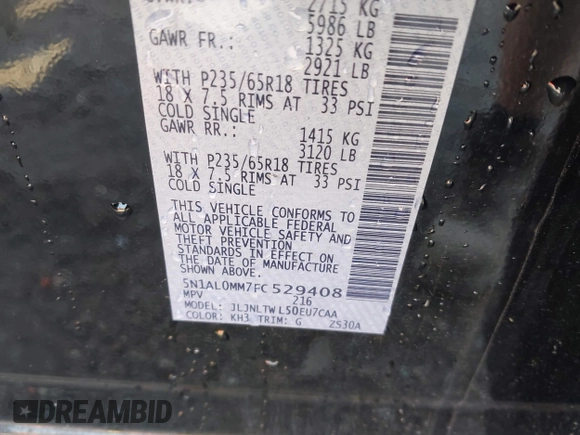 2715 KG
5986 LB
GAWR FR.: 1325 KG
2921 LB
WITH P235/65R18 TIRES
18 X 7.5 RIMS AT 33 PSI
COLD SINGLE
GAWR RR.: 1415 KG
3120 LB
WITH P235/65R18 TIRES
18 X 7.5 RIMS AT 33 PSI
COLD SINGLE
THIS VEHICLE CONFORMS TO
ALL APPLICABLE FEDERAL
MOTOR VEHICLE SAFETY AND
THEFT PREVENTION
STANDARDS IN EFFECT ON
THE DATE OF MANUFACTURE
SHOWN ABOVE.
5N1AL0MM7FC529408
MPV 216
MODEL: JLJNLTW L50EU7CAA
COLOR: KH3 TRIM: G 2S30A
DREAMBID